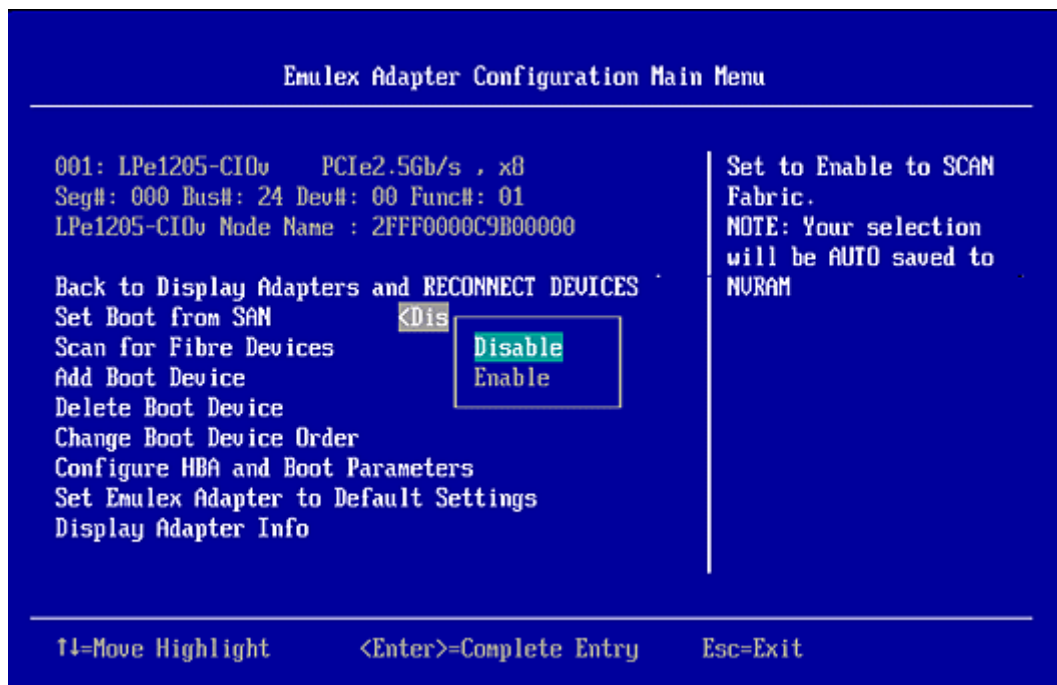 Emulex Adapter Configuration Main Menu
001: LPe1205-CIOv PCIe2.5Gb/s , x8
Seg#: 000 Bus#: 24 Dev#: 00 Func#: 01
LPe1205-CIOv Node Name : 2FFF0000C9B00000
Back to Display Adapters and RECONNECT DEVICES
Set Boot from SAN <Dis
Scan for Fibre Devices
Add Boot Device
Delete Boot Device
Change Boot Device Order
Configure HBA and Boot Parameters
Set Emulex Adapter to Default Settings
Display Adapter Info
Disable
Enable
Set to Enable to SCAN
Fabric.
NOTE: Your selection
will be AUTO saved to
NVRAM
↑↓=Move Highlight <Enter>=Complete Entry Esc=Exit